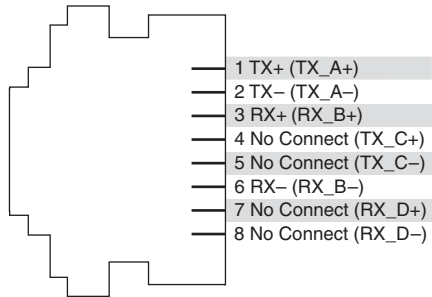 1 TX+ (TX_A+)
2 TX– (TX_A–)
3 RX+ (RX_B+)
4 No Connect (TX_C+)
5 No Connect (TX_C–)
6 RX– (RX_B–)
7 No Connect (RX_D+)
8 No Connect (RX_D–)